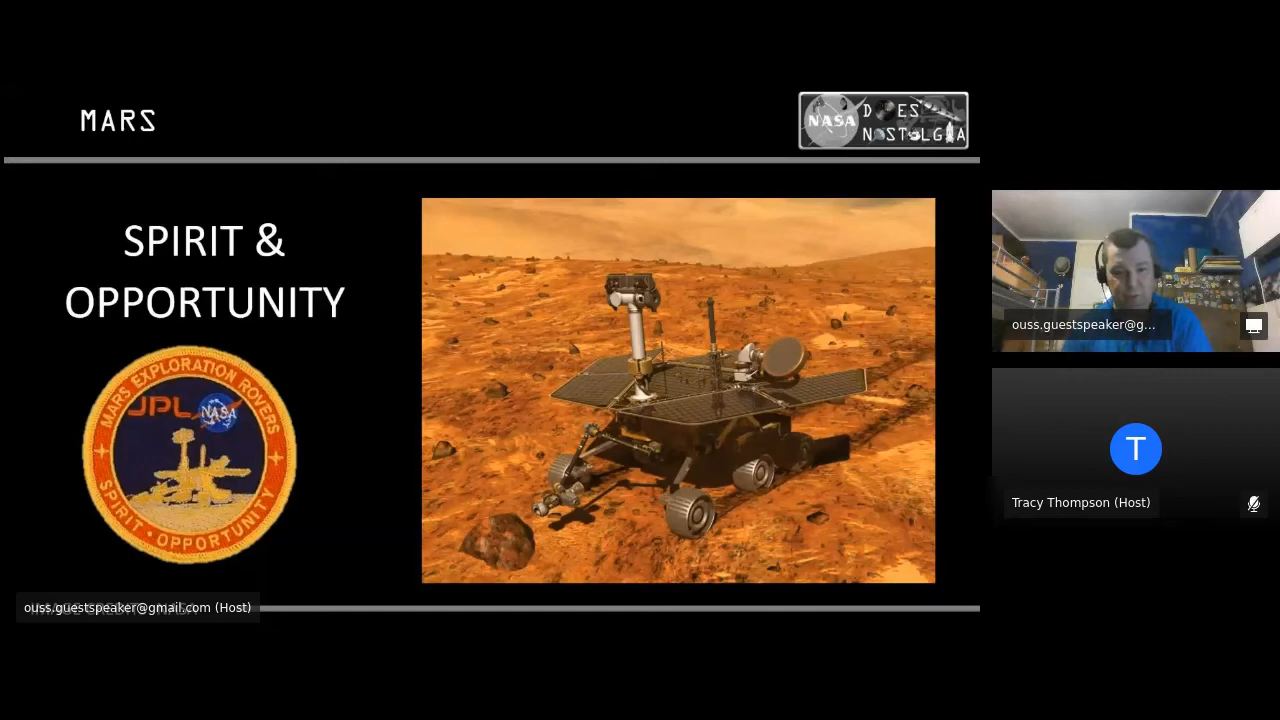 MARS
NASA
D ES
NOSTALGIA
SPIRIT &
OPPORTUNITY
MARS EXPLORATION ROVERS
JPL
NASA
SPIRIT • OPPORTUNITY
ouss.guestspeaker@gmail.com (Host)
ouss.guestspeaker@g...
T
Tracy Thompson (Host)